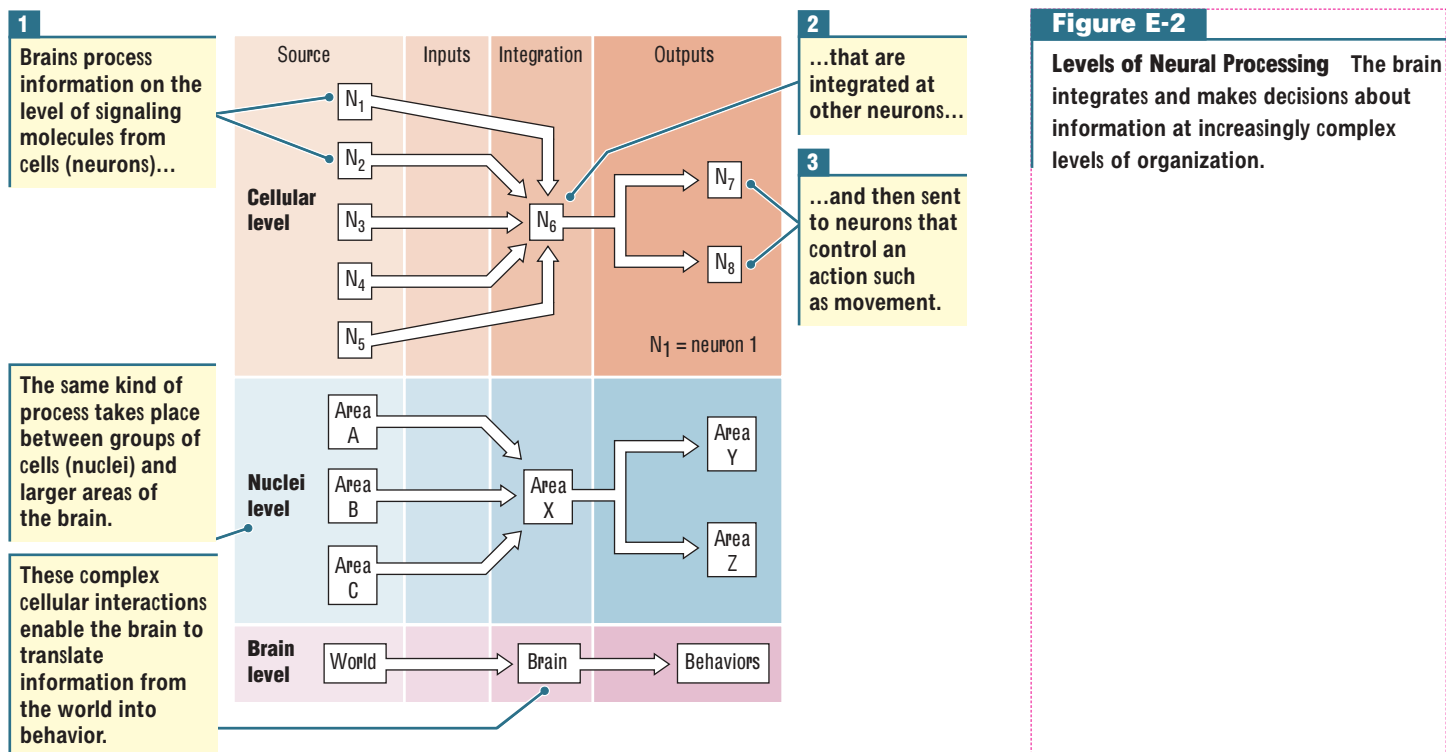 1
Brains process
information on the
level of signaling
molecules from
cells (neurons)...
Source
Inputs
Integration
Outputs
N1
N2
N3
N4
N5
Cellular
level
N6
N7
N8
N1 = neuron 1
2
...that are
integrated at
other neurons...
3
...and then sent
to neurons that
control an
action such
as movement.
The same kind of
process takes place
between groups of
cells (nuclei) and
larger areas of
the brain.
Nuclei
level
Area
A
Area
B
Area
C
Area
X
Area
Y
Area
Z
These complex
cellular interactions
enable the brain to
translate
information from
the world into
behavior.
Brain
level
World
Brain
Behaviors
Figure E-2
Levels of Neural Processing The brain
integrates and makes decisions about
information at increasingly complex
levels of organization.